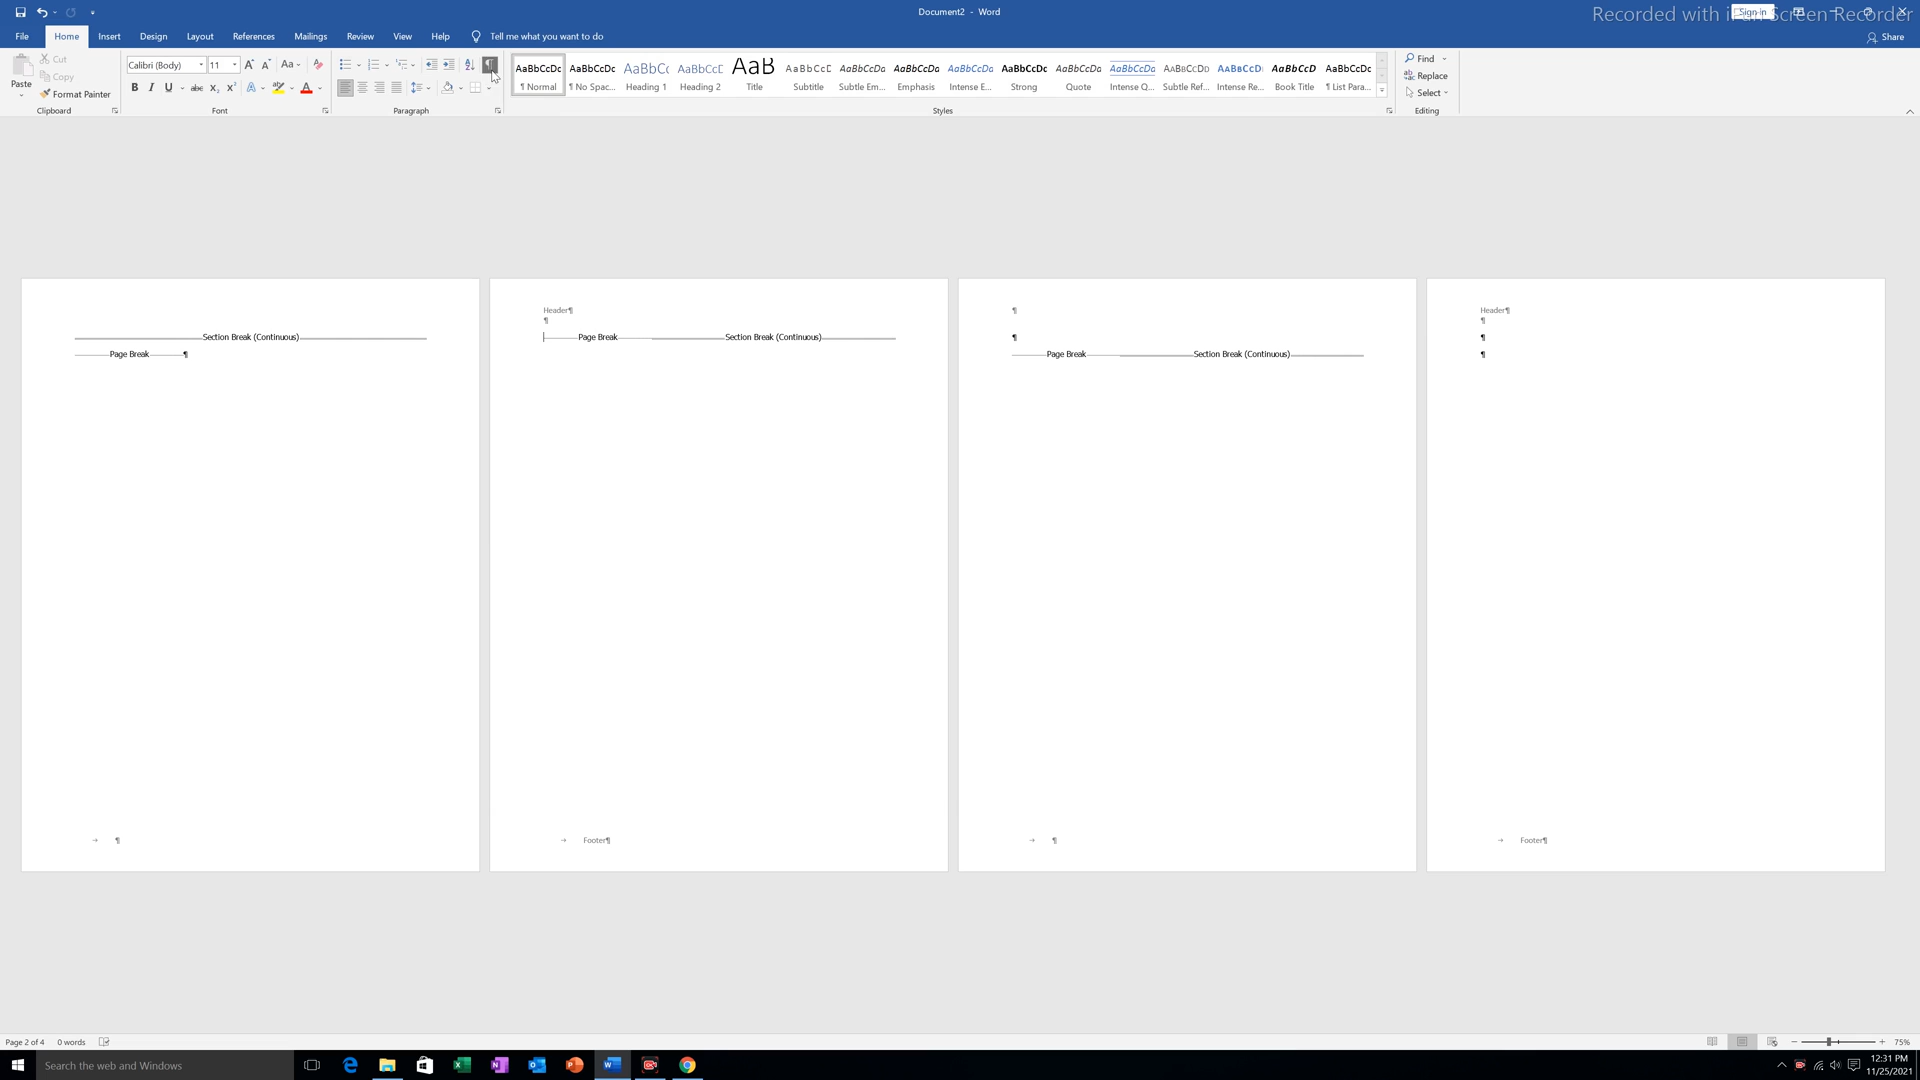 Document2 - Word
Sign in
Recorded with iFun Screen Recorder
File Home Insert Design Layout References Mailings Review View Help Tell me what you want to do
Share
Paste
Cut
Copy
Format Painter
Clipboard
Calibri (Body) 11
Font
Paragraph
AaBbCcDc AaBbCcDc AaBbCc AaBbCcD AaB AaBbCcD AaBbCcDa AaBbCcDa AaBbCcDa AaBbCcDc AaBbCcDa AaBbCcDa AABBCCDD AABBCCD AaBbCcD AaBbCcDc
¶ Normal ¶ No Spac... Heading 1 Heading 2 Title Subtitle Subtle Em... Emphasis Intense E... Strong Quote Intense Q... Subtle Ref... Intense Re... Book Title ¶ List Para...
Styles
Find
Replace
Select
Editing
Section Break (Continuous)
Page Break ¶
→ ¶
Header¶
¶
Page Break Section Break (Continuous)
→ Footer¶
¶
¶
Page Break Section Break (Continuous)
→ ¶
Header¶
¶
¶
¶
→ Footer¶
Page 2 of 4 0 words
75%
Search the web and Windows
12:31 PM
11/25/2021